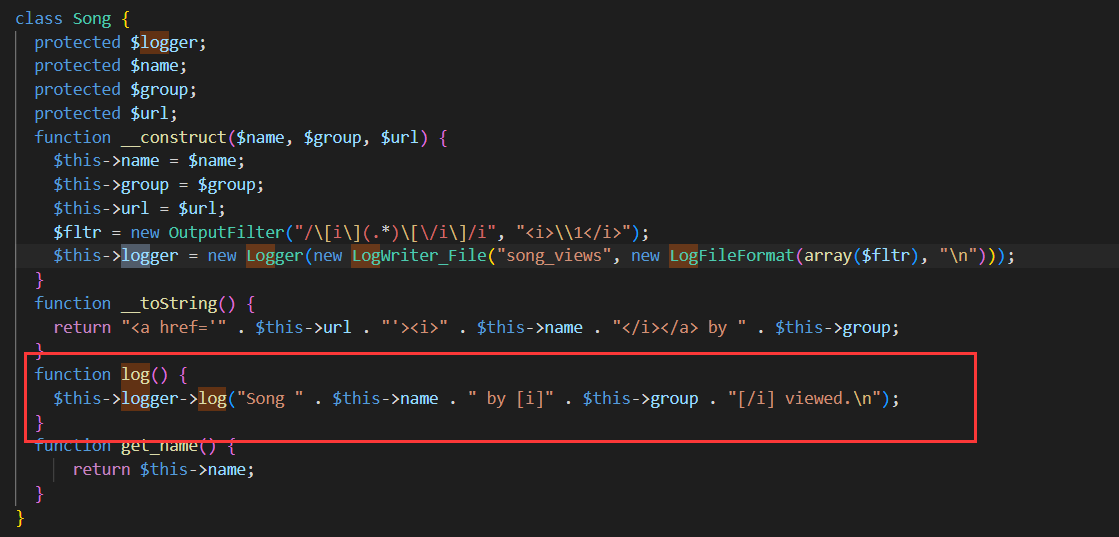 class Song {
  protected $logger;
  protected $name;
  protected $group;
  protected $url;
  function __construct($name, $group, $url) {
    $this->name = $name;
    $this->group = $group;
    $this->url = $url;
    $fltr = new OutputFilter("/\[i\](.*)\[\/i\]/i", "<i>\\1</i>");
    $this->logger = new Logger(new LogWriter_File("song_views", new LogFileFormat(array($fltr), "\n")));
  }
  function __toString() {
    return "<a href='" . $this->url . "'><i>" . $this->name . "</i></a> by " . $this->group;
  }
  function log() {
    $this->logger->log("Song " . $this->name . " by [i]" . $this->group . "[/i] viewed.\n");
  }
  function get_name() {
      return $this->name;
  }
}